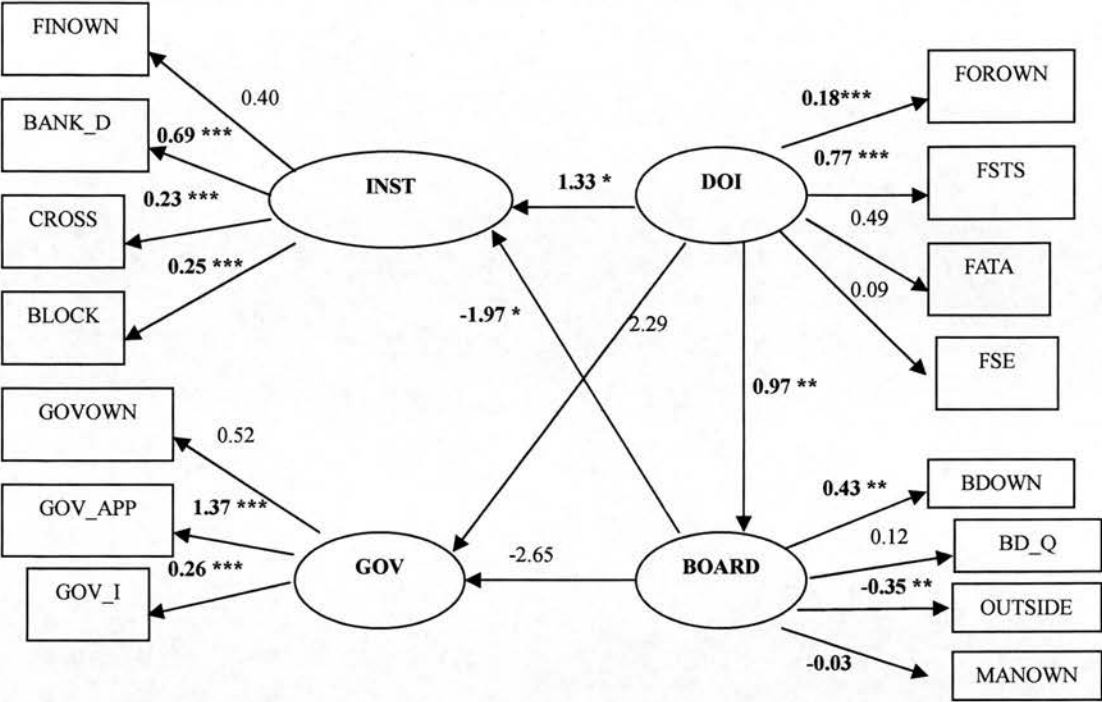 FINOWN
0.40
BANK_D
0.69 ***
CROSS
0.23 ***
BLOCK
0.25 ***
INST
1.33 *
DOI
0.18***
FOROWN
0.77 ***
FSTS
0.49
FATA
0.09
FSE
-1.97 *
2.29
0.97 **
GOVOWN
0.52
GOV_APP
1.37 ***
GOV_I
0.26 ***
GOV
-2.65
BOARD
0.43 **
BDOWN
0.12
BD_Q
-0.35 **
OUTSIDE
-0.03
MANOWN